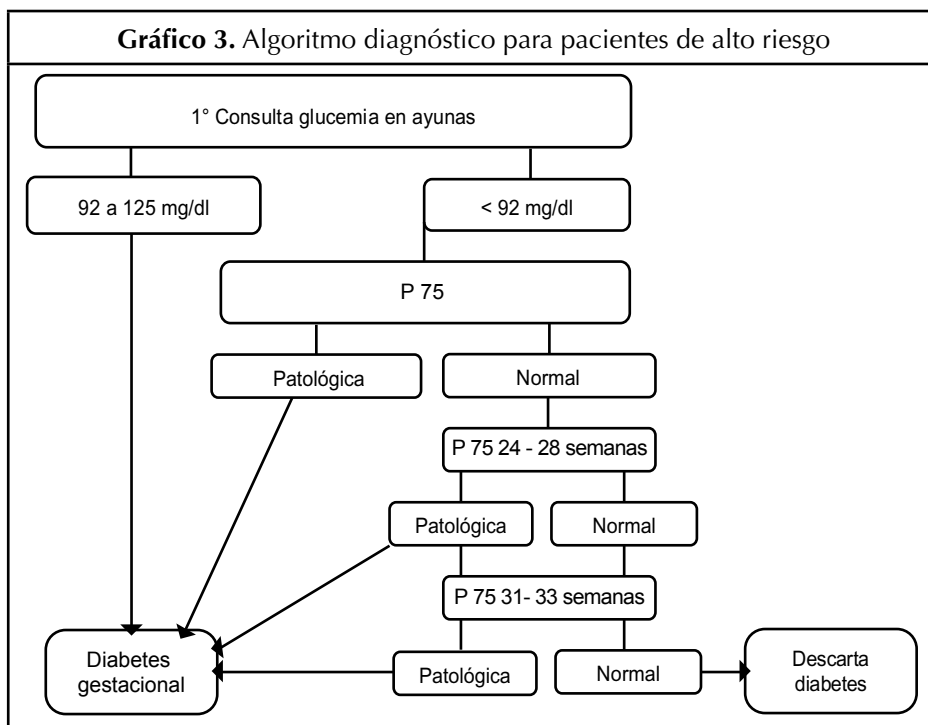 Gráfico 3. Algoritmo diagnóstico para pacientes de alto riesgo
1° Consulta glucemia en ayunas
92 a 125 mg/dl
< 92 mg/dl
P 75
Patológica
Normal
P 75 24 - 28 semanas
Patológica
Normal
P 75 31- 33 semanas
Diabetes
gestacional
Patológica
Normal
Descarta
diabetes